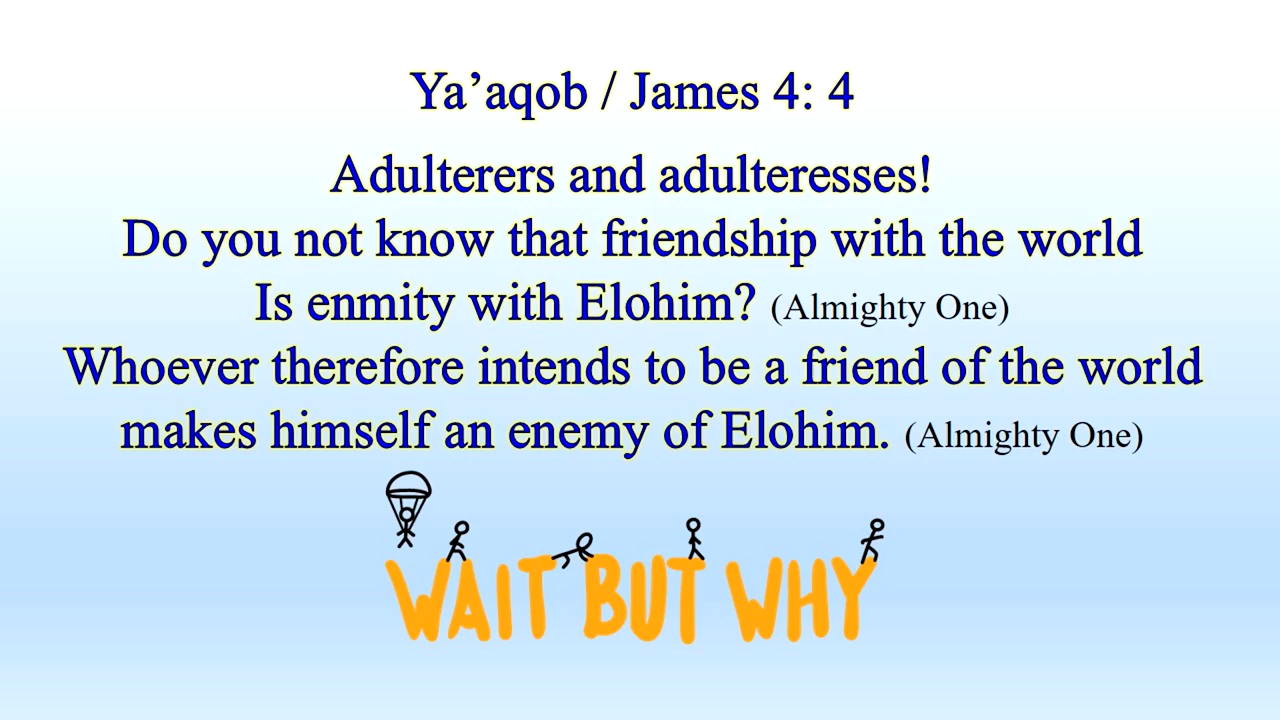 Ya’aqob / James 4: 4
Adulterers and adulteresses!
Do you not know that friendship with the world
Is enmity with Elohim? (Almighty One)
Whoever therefore intends to be a friend of the world
makes himself an enemy of Elohim. (Almighty One)
WAIT BUT WHY